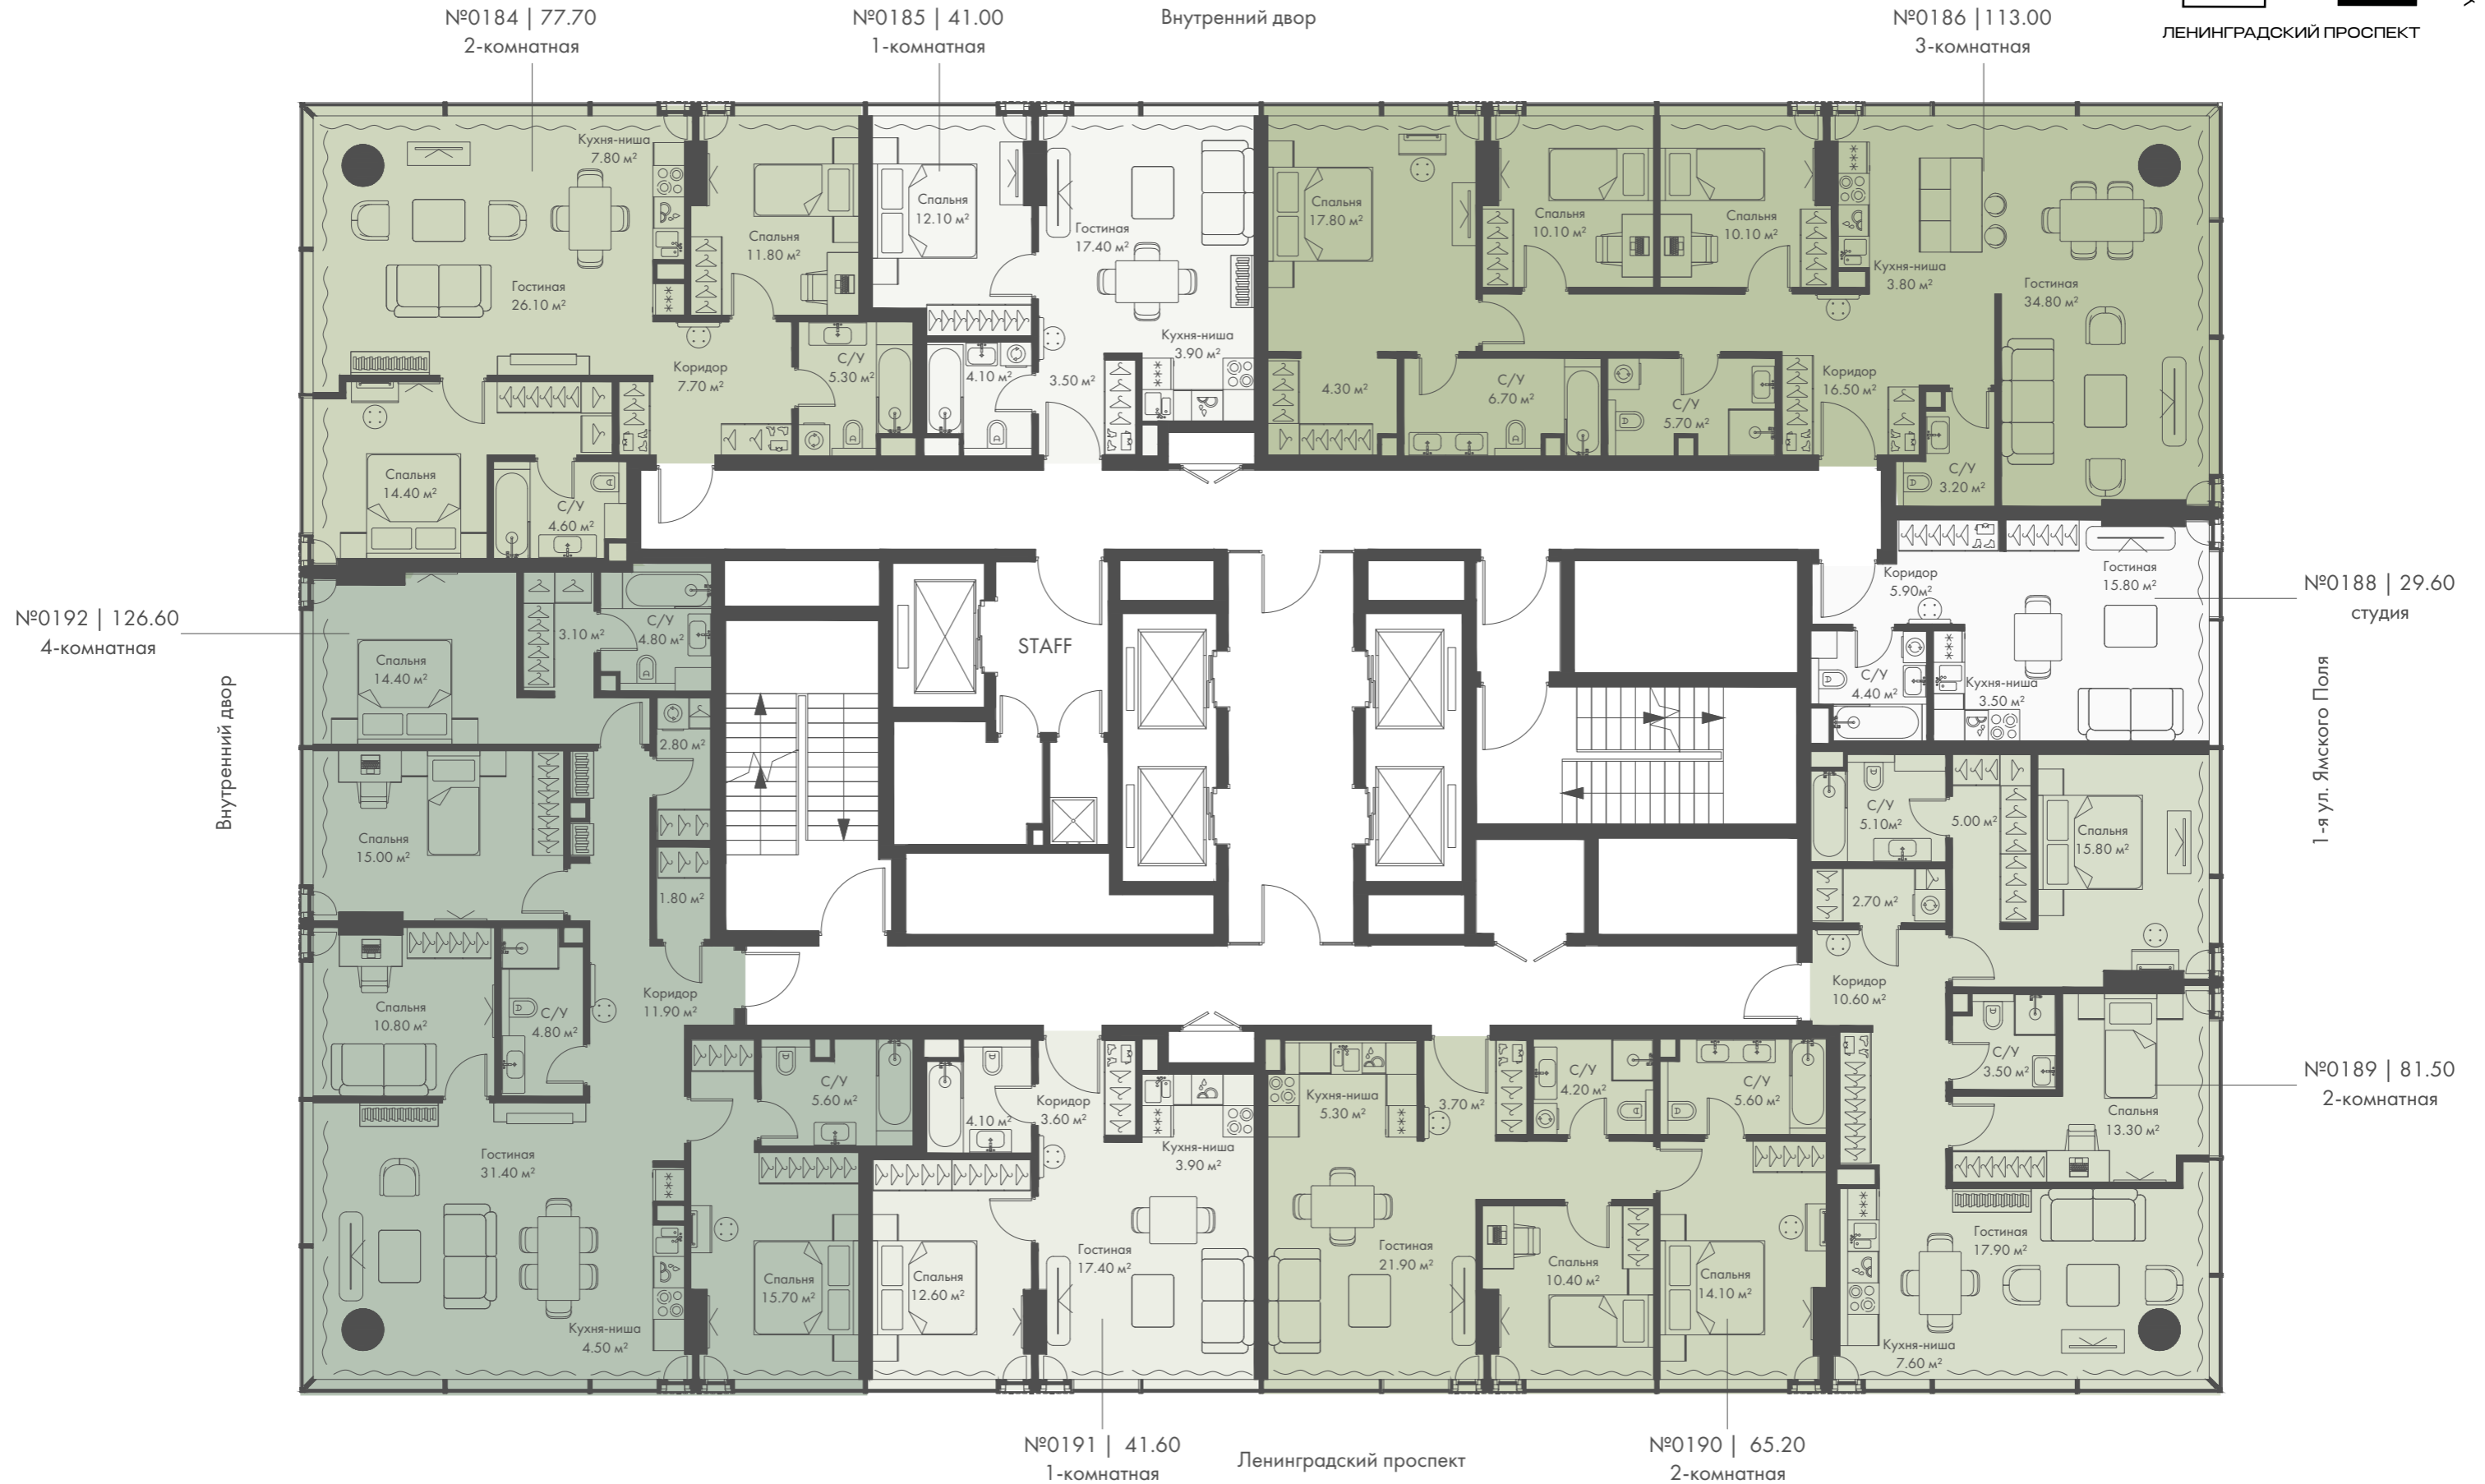 №0184 | 77.70
2-комнатная
№0185 | 41.00
1-комнатная
Внутренний двор
№0186 | 113.00
3-комнатная
ЛЕНИНГРАДСКИЙ ПРОСПЕКТ
Кухня-ниша
7.80 м²
Гостиная
26.10 м²
Спальня
11.80 м²
Коридор
7.70 м²
С/У
5.30 м²
Спальня
14.40 м²
С/У
4.60 м²
Спальня
12.10 м²
Гостиная
17.40 м²
Кухня-ниша
3.90 м²
4.10 м²
3.50 м²
Спальня
17.80 м²
Спальня
10.10 м²
Спальня
10.10 м²
Кухня-ниша
3.80 м²
Гостиная
34.80 м²
4.30 м²
С/У
6.70 м²
С/У
5.70 м²
Коридор
16.50 м²
С/У
3.20 м²
№0192 | 126.60
4-комнатная
Внутренний двор
Спальня
14.40 м²
3.10 м²
С/У
4.80 м²
2.80 м²
Спальня
15.00 м²
1.80 м²
Спальня
10.80 м²
С/У
4.80 м²
Коридор
11.90 м²
С/У
5.60 м²
Гостиная
31.40 м²
Кухня-ниша
4.50 м²
Спальня
15.70 м²
STAFF
Коридор
5.90м²
Гостиная
15.80 м²
С/У
4.40 м²
Кухня-ниша
3.50 м²
№0188 | 29.60
студия
1-я ул. Ямского Поля
С/У
5.10м²
5.00 м²
Спальня
15.80 м²
2.70 м²
Коридор
10.60 м²
С/У
3.50 м²
Спальня
13.30 м²
Гостиная
17.90 м²
Кухня-ниша
7.60 м²
№0189 | 81.50
2-комнатная
4.10 м²
Коридор
3.60 м²
Кухня-ниша
3.90 м²
Спальня
12.60 м²
Гостиная
17.40 м²
Кухня-ниша
5.30 м²
3.70 м²
С/У
4.20 м²
С/У
5.60 м²
Гостиная
21.90 м²
Спальня
10.40 м²
Спальня
14.10 м²
№0191 | 41.60
1-комнатная
Ленинградский проспект
№0190 | 65.20
2-комнатная